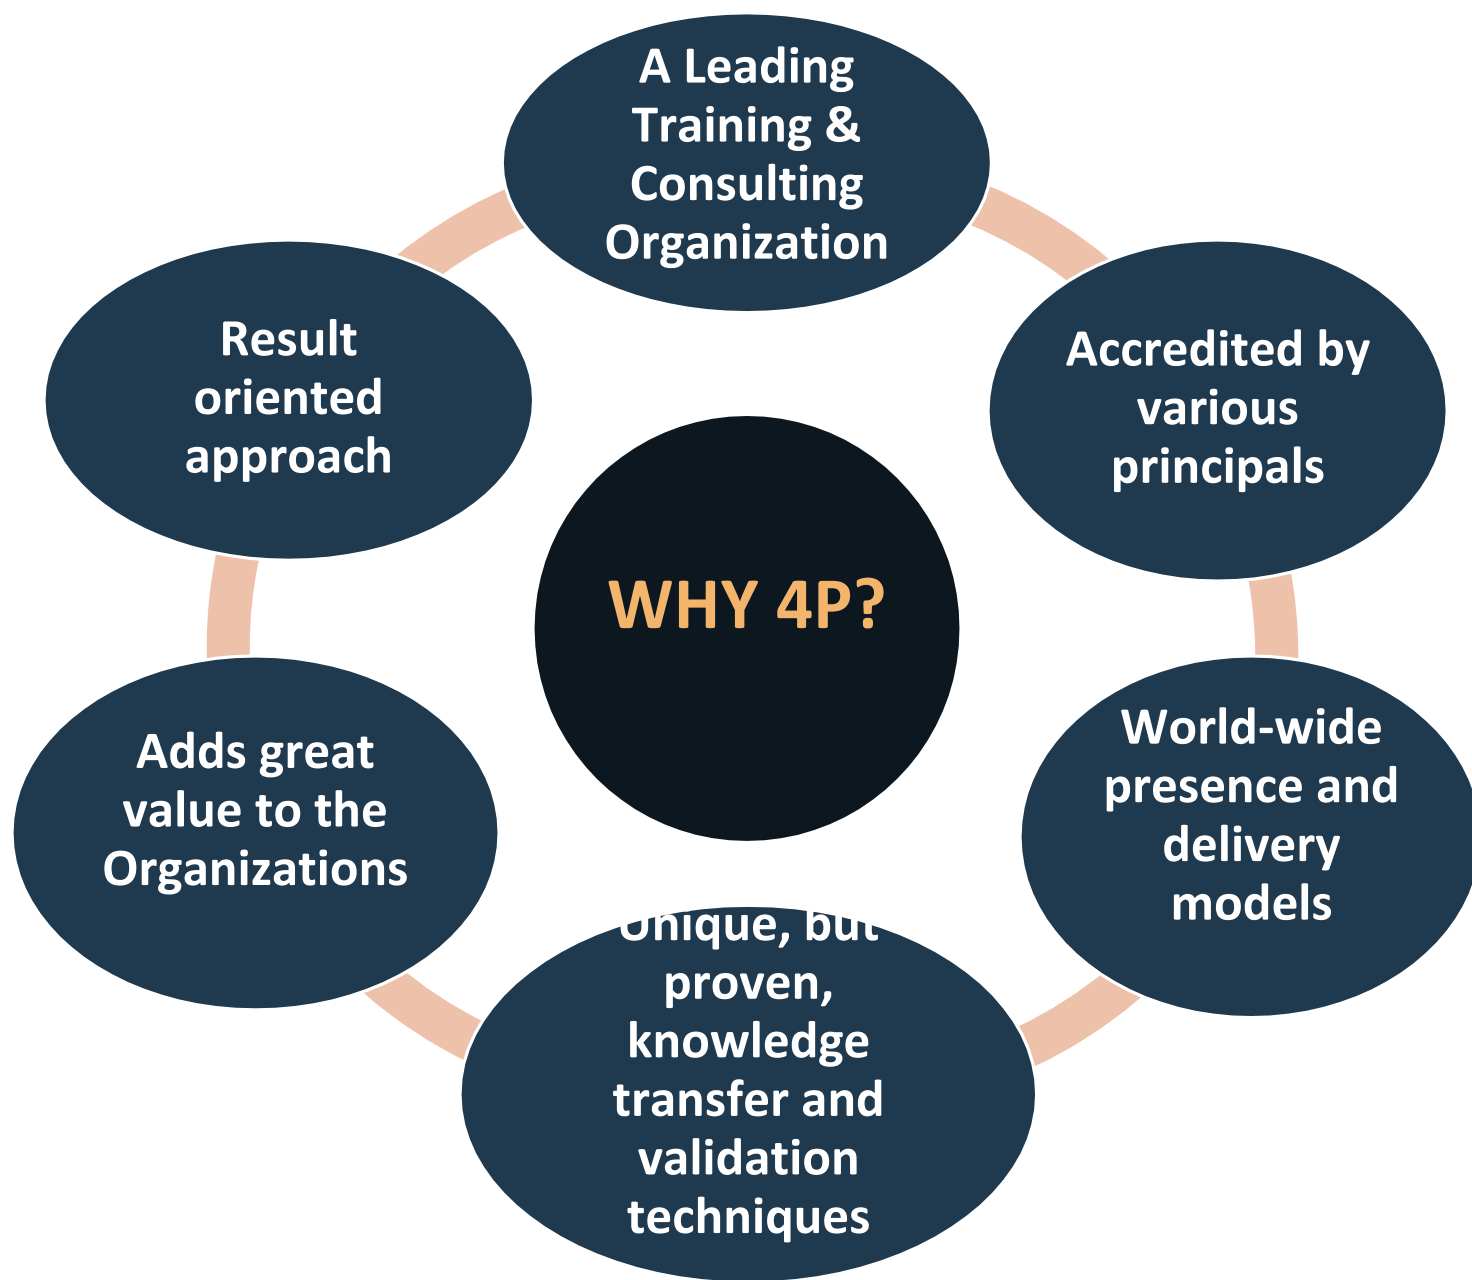 A Leading
Training &
Consulting
Organization
Accredited by
various
principals
World-wide
presence and
delivery
models
Unique, but
proven,
knowledge
transfer and
validation
techniques
Adds great
value to the
Organizations
Result
oriented
approach
WHY 4P?